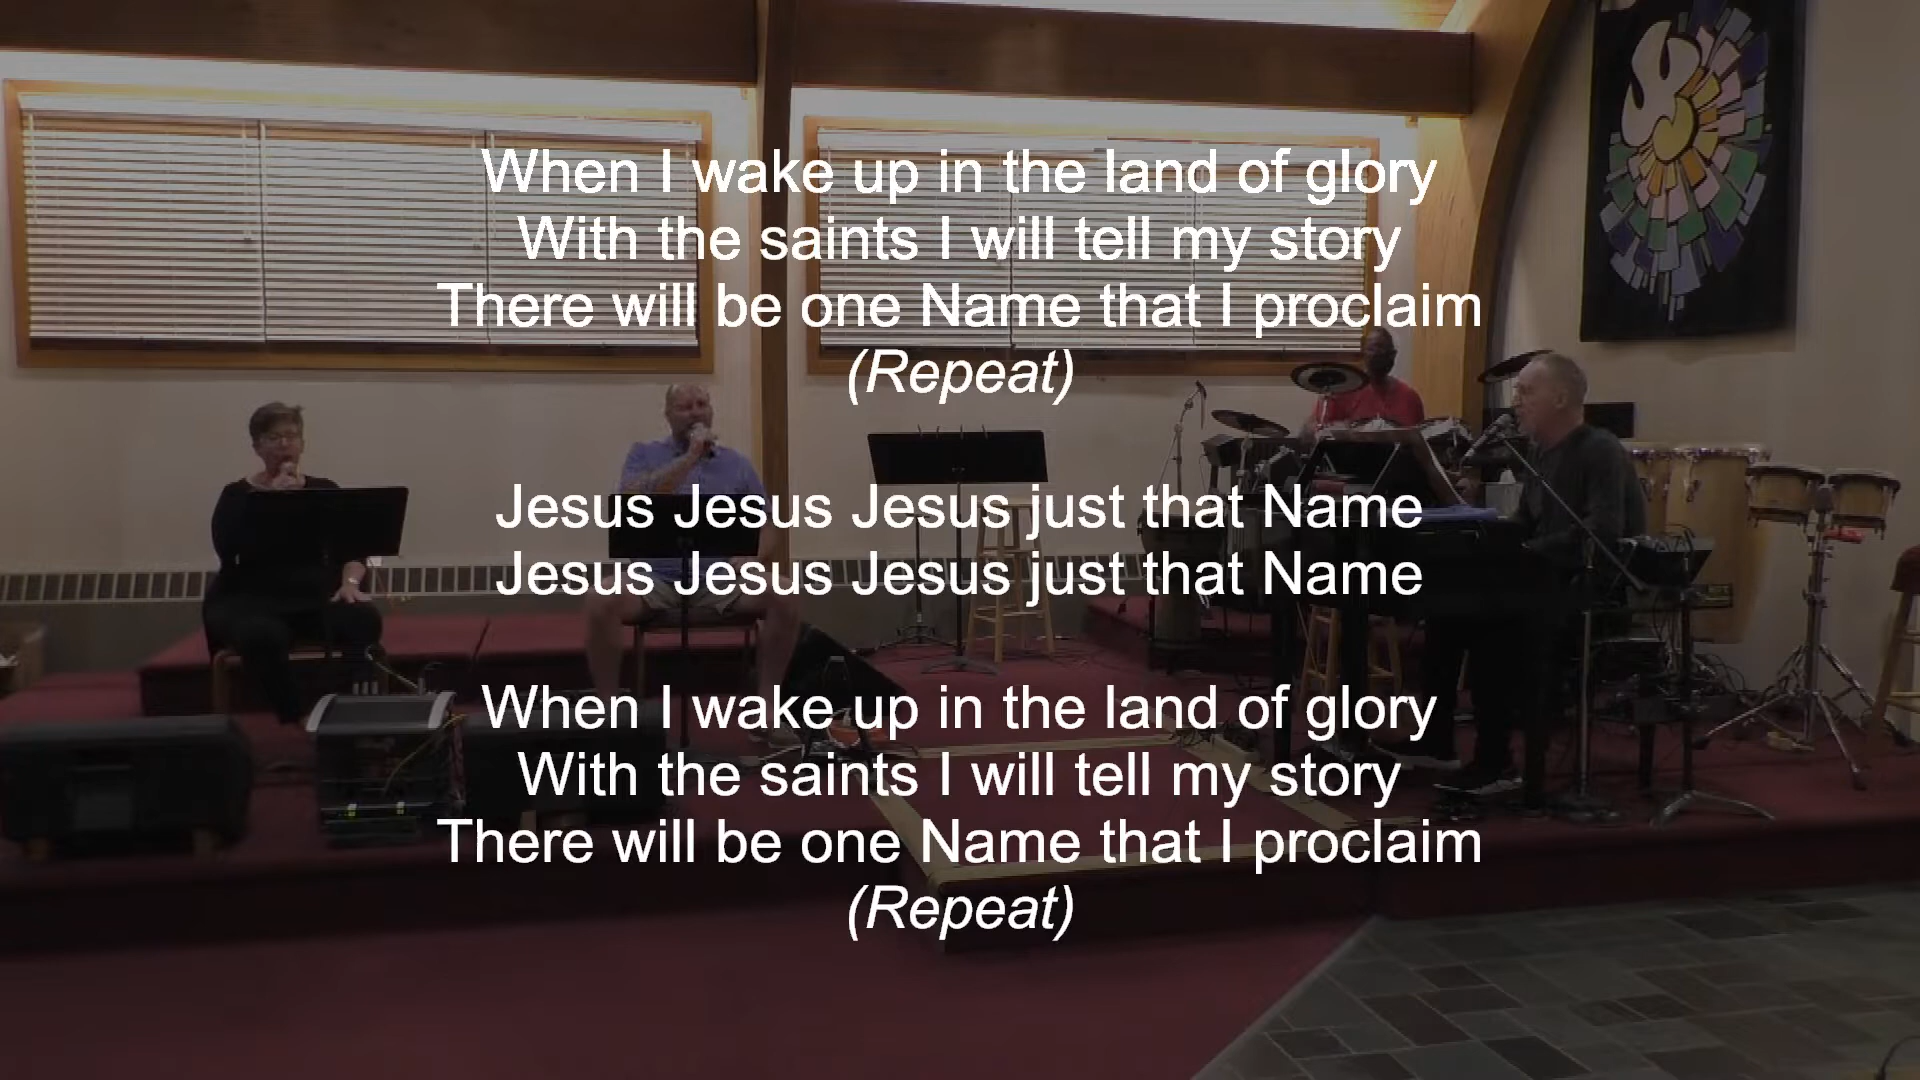 When I wake up in the land of glory
With the saints I will tell my story
There will be one Name that I proclaim
(Repeat)
Jesus Jesus Jesus just that Name
Jesus Jesus Jesus just that Name
When I wake up in the land of glory
With the saints I will tell my story
There will be one Name that I proclaim
(Repeat)